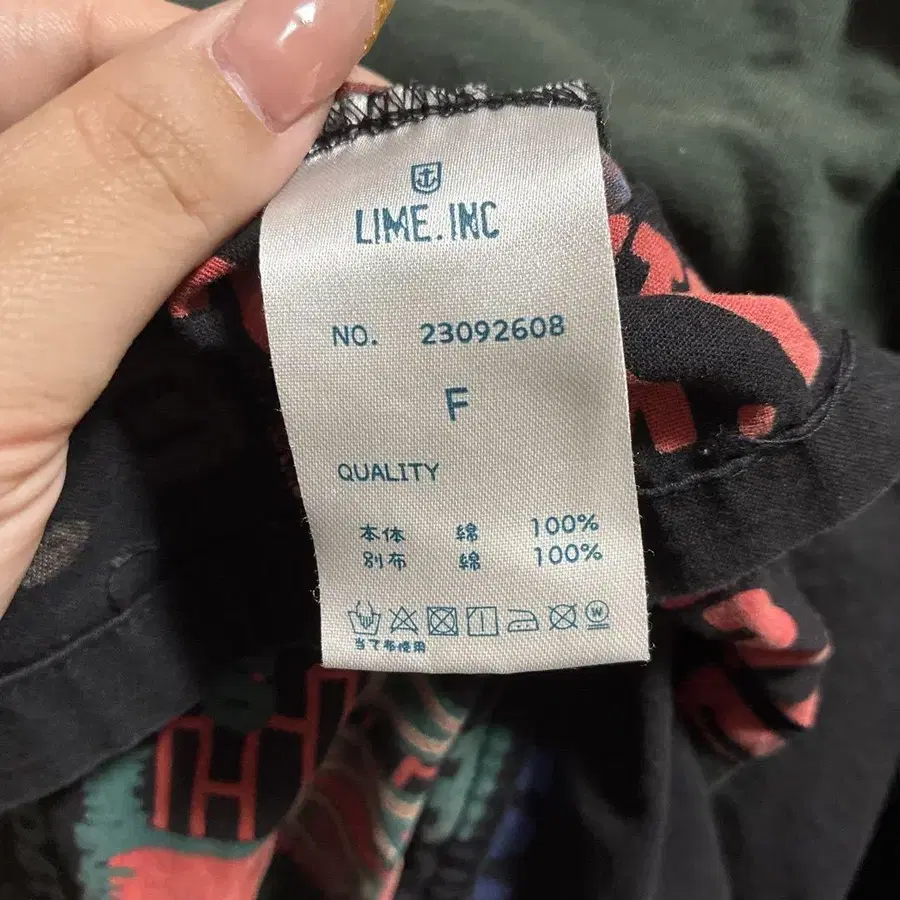 LIME.INC
NO. 23092608
F
QUALITY
本体 綿 100%
別布 綿 100%
W
当て布使用
H